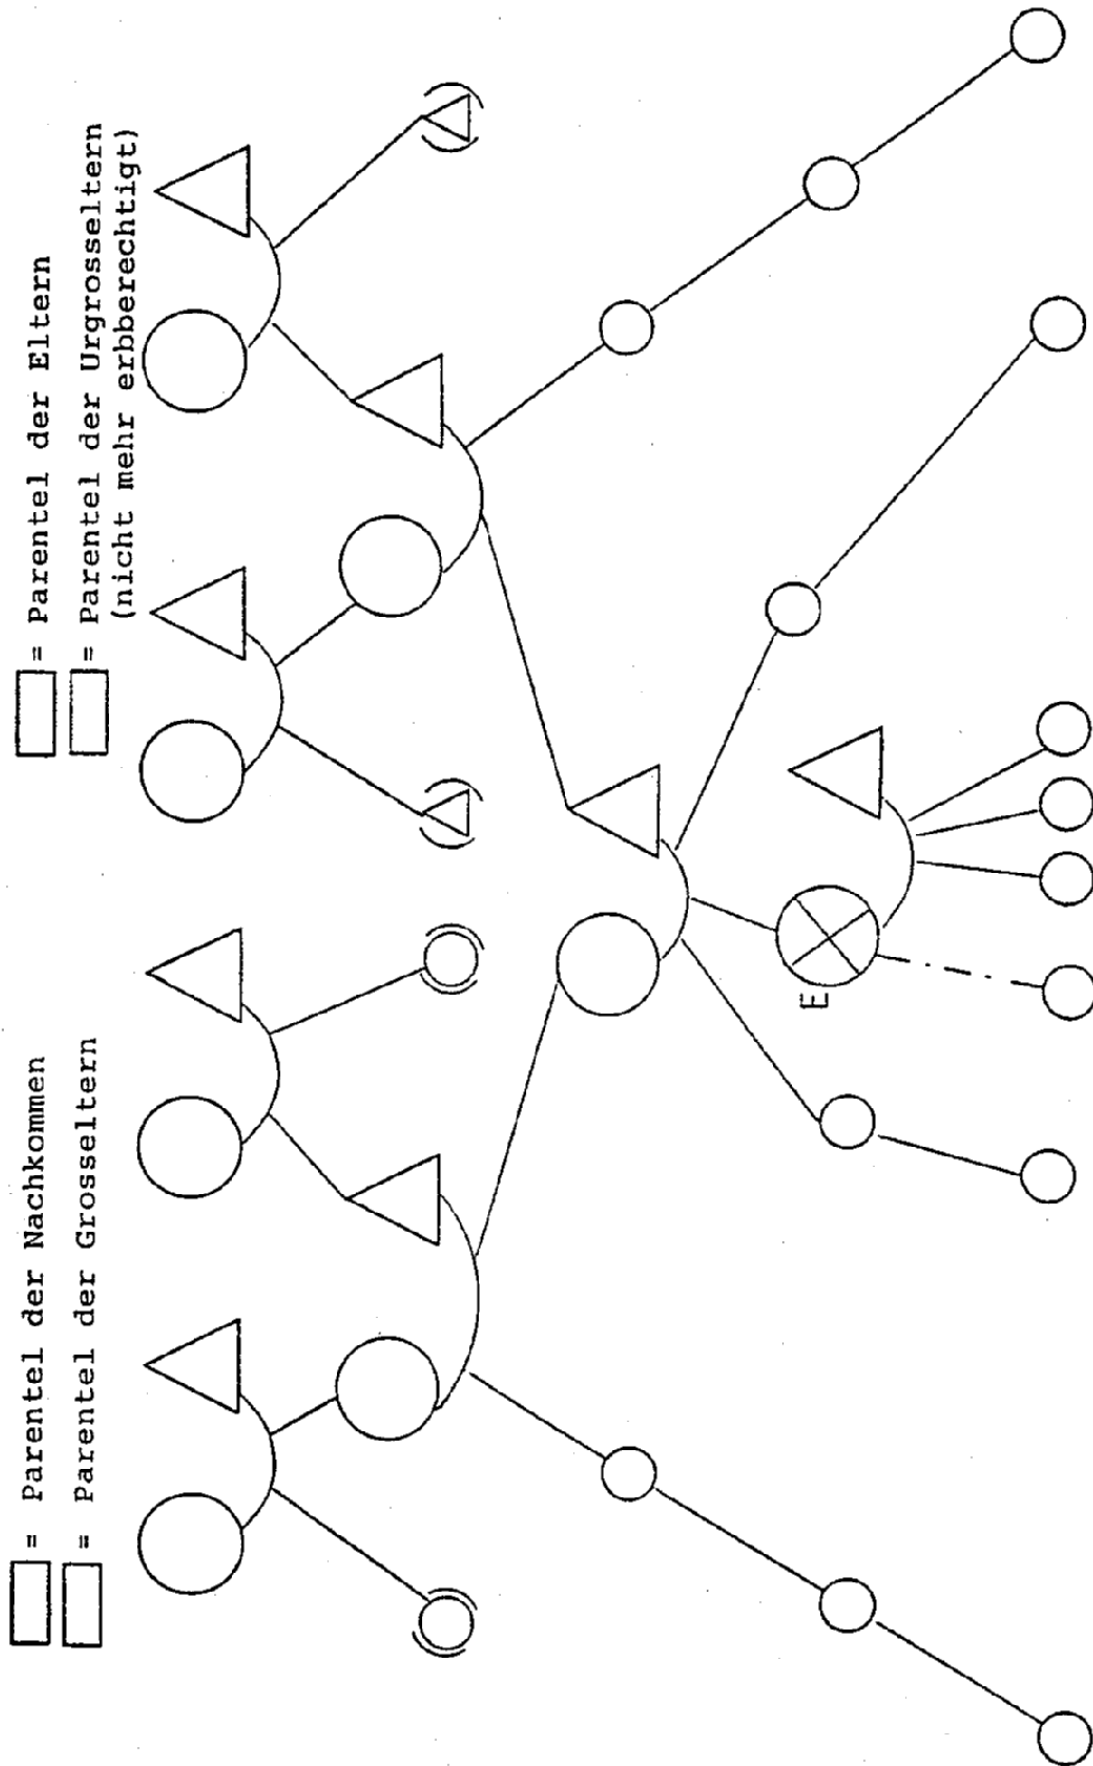 = Parentel der Nachkommen
= Parentel der Grosseltern
= Parentel der Eltern
= Parentel der Urgrosseltern
(nicht mehr erbberechtigt)
E